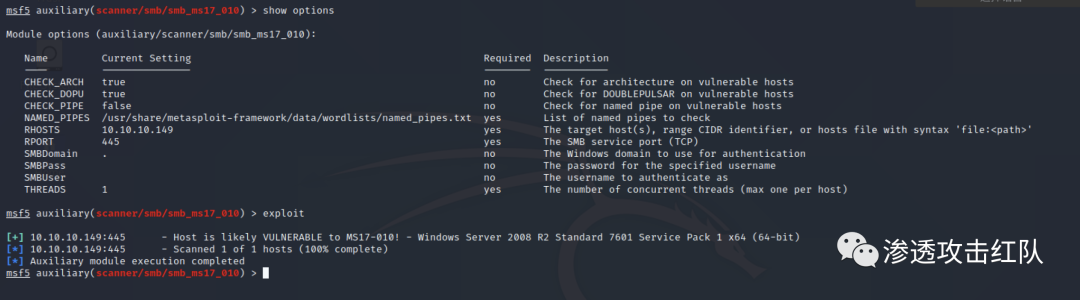 msf5 auxiliary(scanner/smb/smb_ms17_010) > show options
Module options (auxiliary/scanner/smb/smb_ms17_010):
Name Current Setting Required Description
CHECK_ARCH true no Check for architecture on vulnerable hosts
CHECK_DOPU true no Check for DOUBLEPULSAR on vulnerable hosts
CHECK_PIPE false no Check for named pipe on vulnerable hosts
NAMED_PIPES /usr/share/metasploit-framework/data/wordlists/named_pipes.txt yes List of named pipes to check
RHOSTS 10.10.10.149 yes The target host(s), range CIDR identifier, or hosts file with syntax 'file:<path>'
RPORT 445 yes The SMB service port (TCP)
SMBDomain . no The Windows domain to use for authentication
SMBPass no The password for the specified username
SMBUser no The username to authenticate as
THREADS 1 yes The number of concurrent threads (max one per host)
msf5 auxiliary(scanner/smb/smb_ms17_010) > exploit
[+] 10.10.10.149:445 - Host is likely VULNERABLE to MS17-010! - Windows Server 2008 R2 Standard 7601 Service Pack 1 x64 (64-bit)
[*] 10.10.10.149:445 - Scanned 1 of 1 hosts (100% complete)
[*] Auxiliary module execution completed
msf5 auxiliary(scanner/smb/smb_ms17_010) >
渗透攻击红队